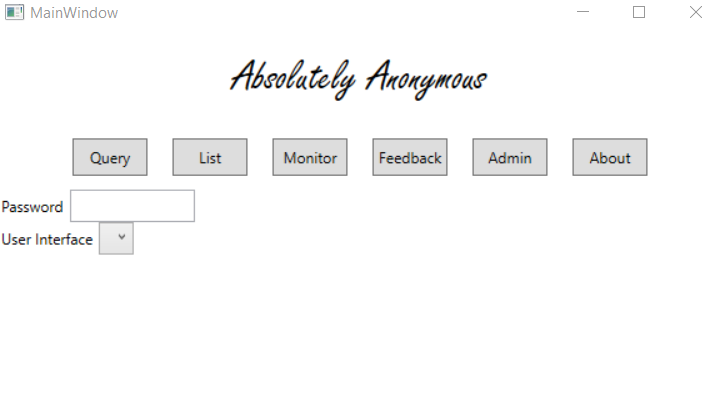 MainWindow
Absolutely Anonymous
Query List Monitor Feedback Admin About
Password
User Interface